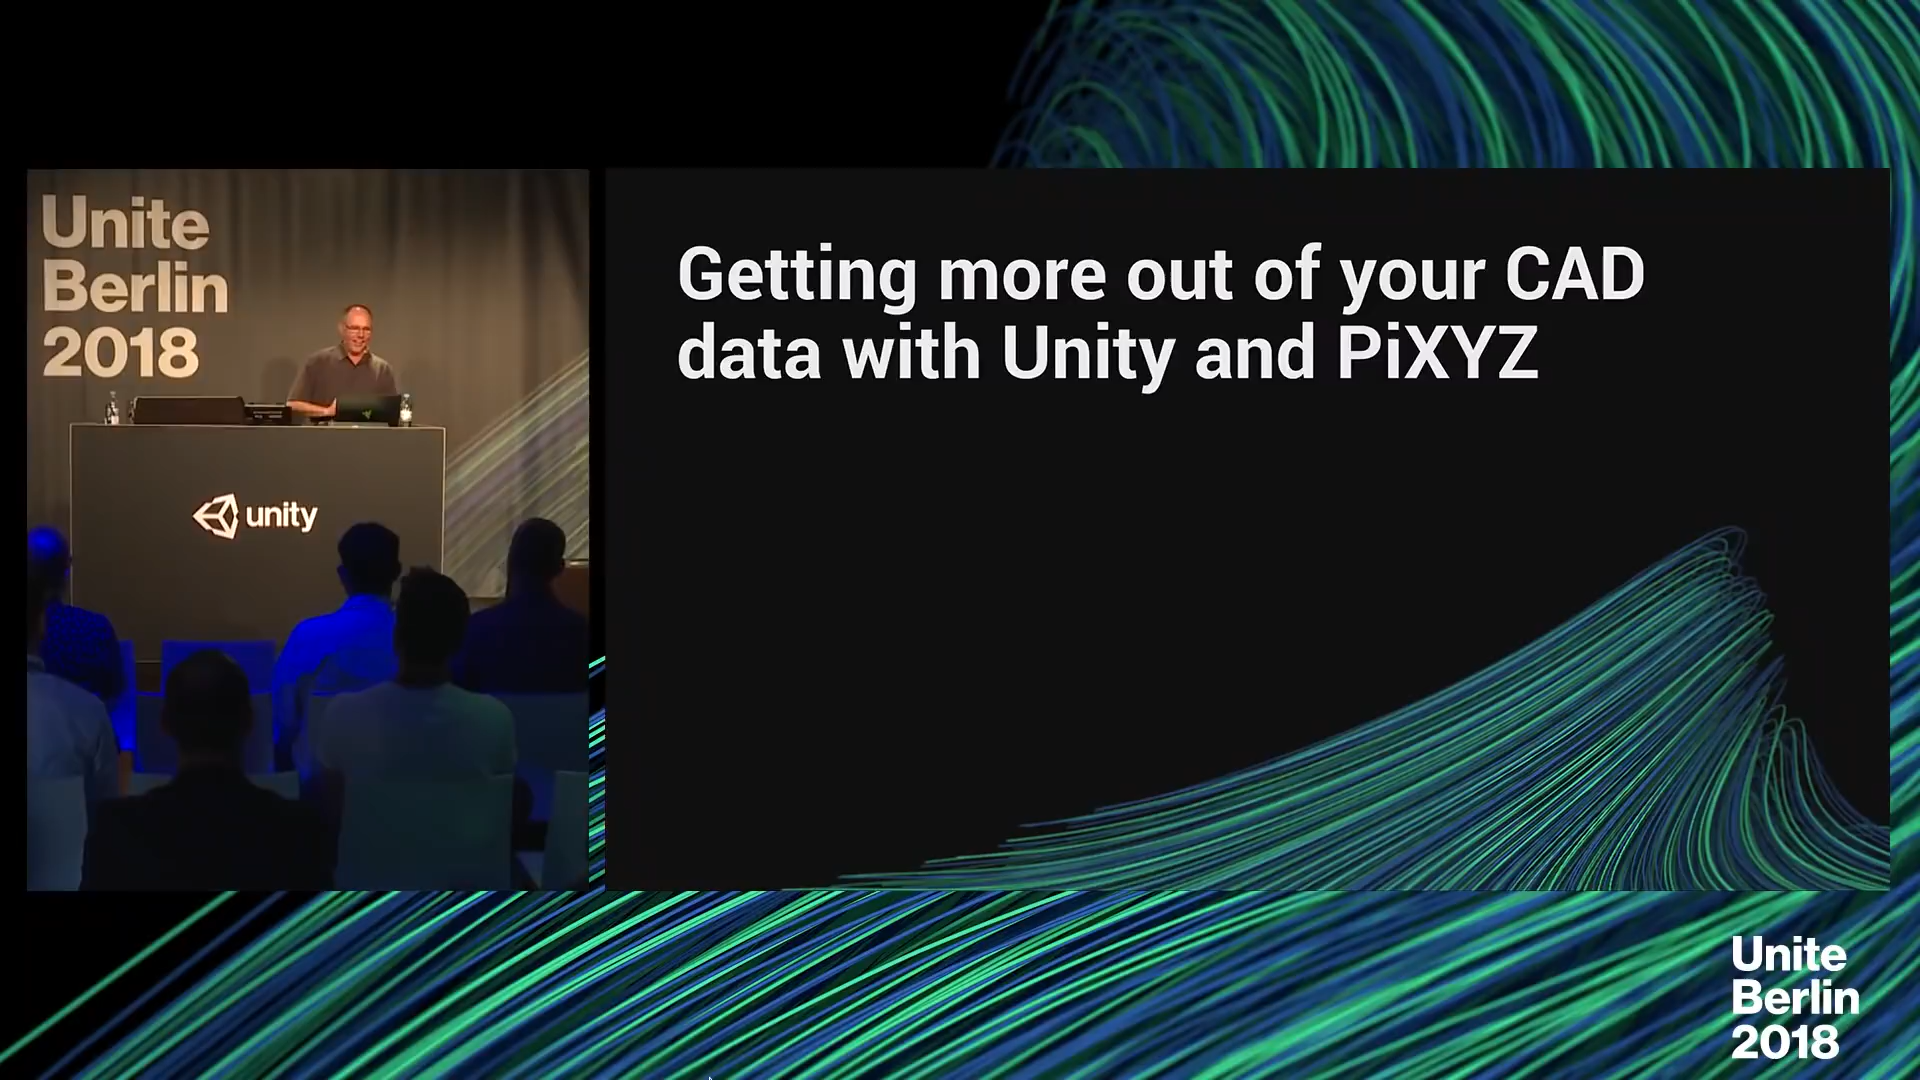 Unite
Berlin
2018
unity
Getting more out of your CAD
data with Unity and PiXYZ
Unite
Berlin
2018